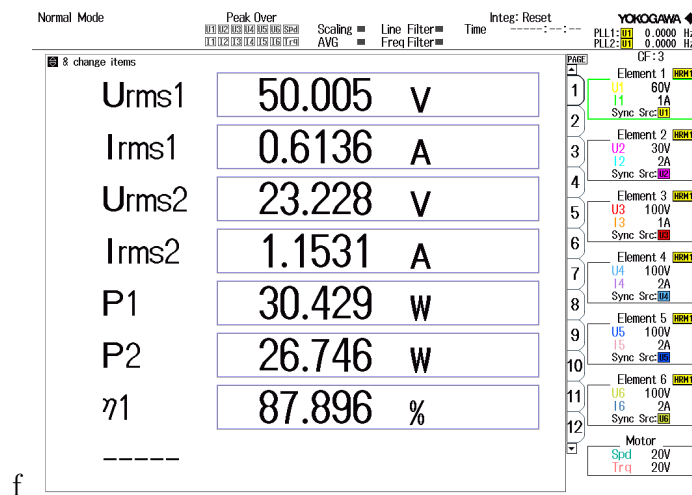 Normal Mode
Peak Over
U1 U2 U3 U4 U5 U6 Spd
I1 I2 I3 I4 I5 I6 Trq
Scaling
AVG
Line Filter
Freq Filter
Time
Integ: Reset
-----:--:--
YOKOGAWA
PLL1: U1 0.0000 Hz
PLL2: U1 0.0000 Hz
8 change items
Urms1 50.005 V
Irms1 0.6136 A
Urms2 23.228 V
Irms2 1.1531 A
P1 30.429 W
P2 26.746 W
η1 87.896 %
-----
PAGE
1
2
3
4
5
6
7
8
9
10
11
12
CF:3
Element 1 HRM1
U1 60V
I1 1A
Sync Src: U1
Element 2 HRM1
U2 30V
I2 2A
Sync Src: U2
Element 3 HRM1
U3 100V
I3 1A
Sync Src: U3
Element 4 HRM1
U4 100V
I4 2A
Sync Src: U4
Element 5 HRM1
U5 100V
I5 2A
Sync Src: U5
Element 6 HRM1
U6 100V
I6 2A
Sync Src: U6
Motor
Spd 20V
Trq 20V
f